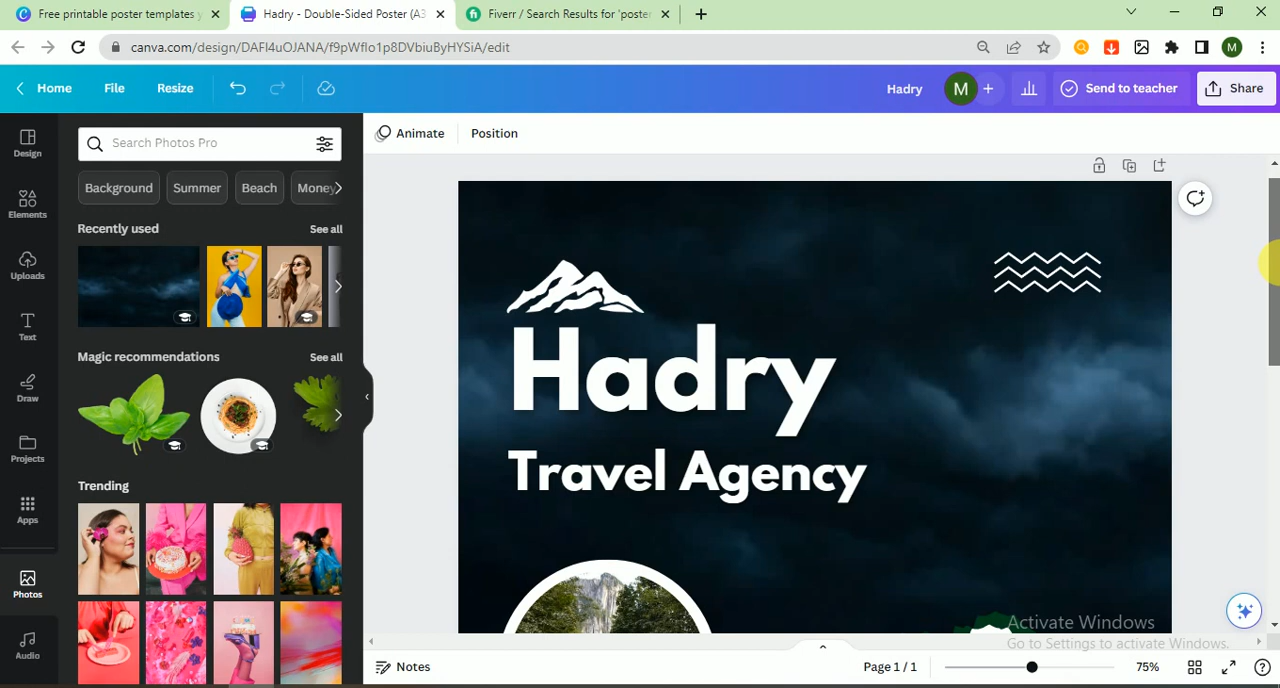 Free printable poster templates y
Hadry - Double-Sided Poster (A3
Fiverr / Search Results for 'poster
canva.com/design/DAFI4uOJANA/f9pWfIo1p8DVbiuByHYSiA/edit
M
Home
File
Resize
Hadry
M
+
Send to teacher
Share
Design
Elements
Uploads
Text
Draw
Projects
Apps
Photos
Audio
Search Photos Pro
Background
Summer
Beach
Money
Recently used
See all
Magic recommendations
See all
Trending
Animate
Position
Hadry
Travel Agency
Activate Windows
Go to Settings to activate Windows.
Notes
Page 1 / 1
75%